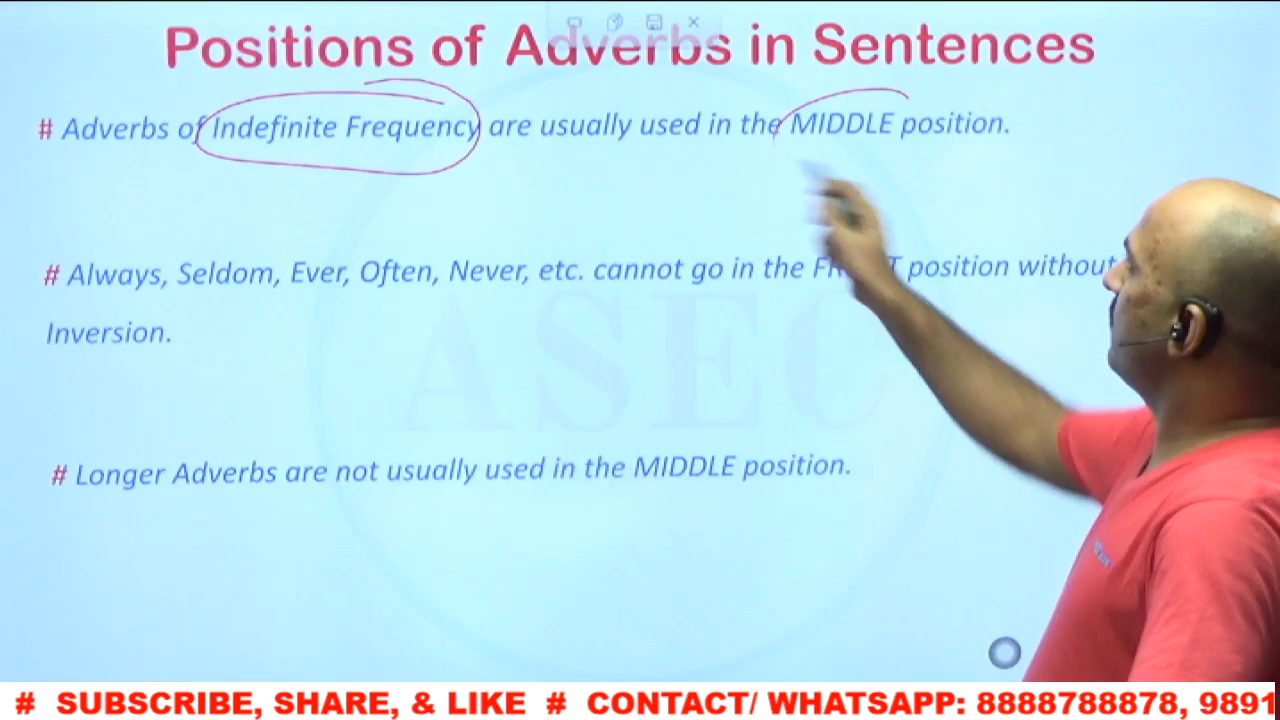 Positions of Adverbs in Sentences
# Adverbs of Indefinite Frequency are usually used in the MIDDLE position.
# Always, Seldom, Ever, Often, Never, etc. cannot go in the position without
Inversion.
ASEC
# Longer Adverbs are not usually used in the MIDDLE position.
# SUBSCRIBE, SHARE, & LIKE # CONTACT/ WHATSAPP: 8888788878, 9891